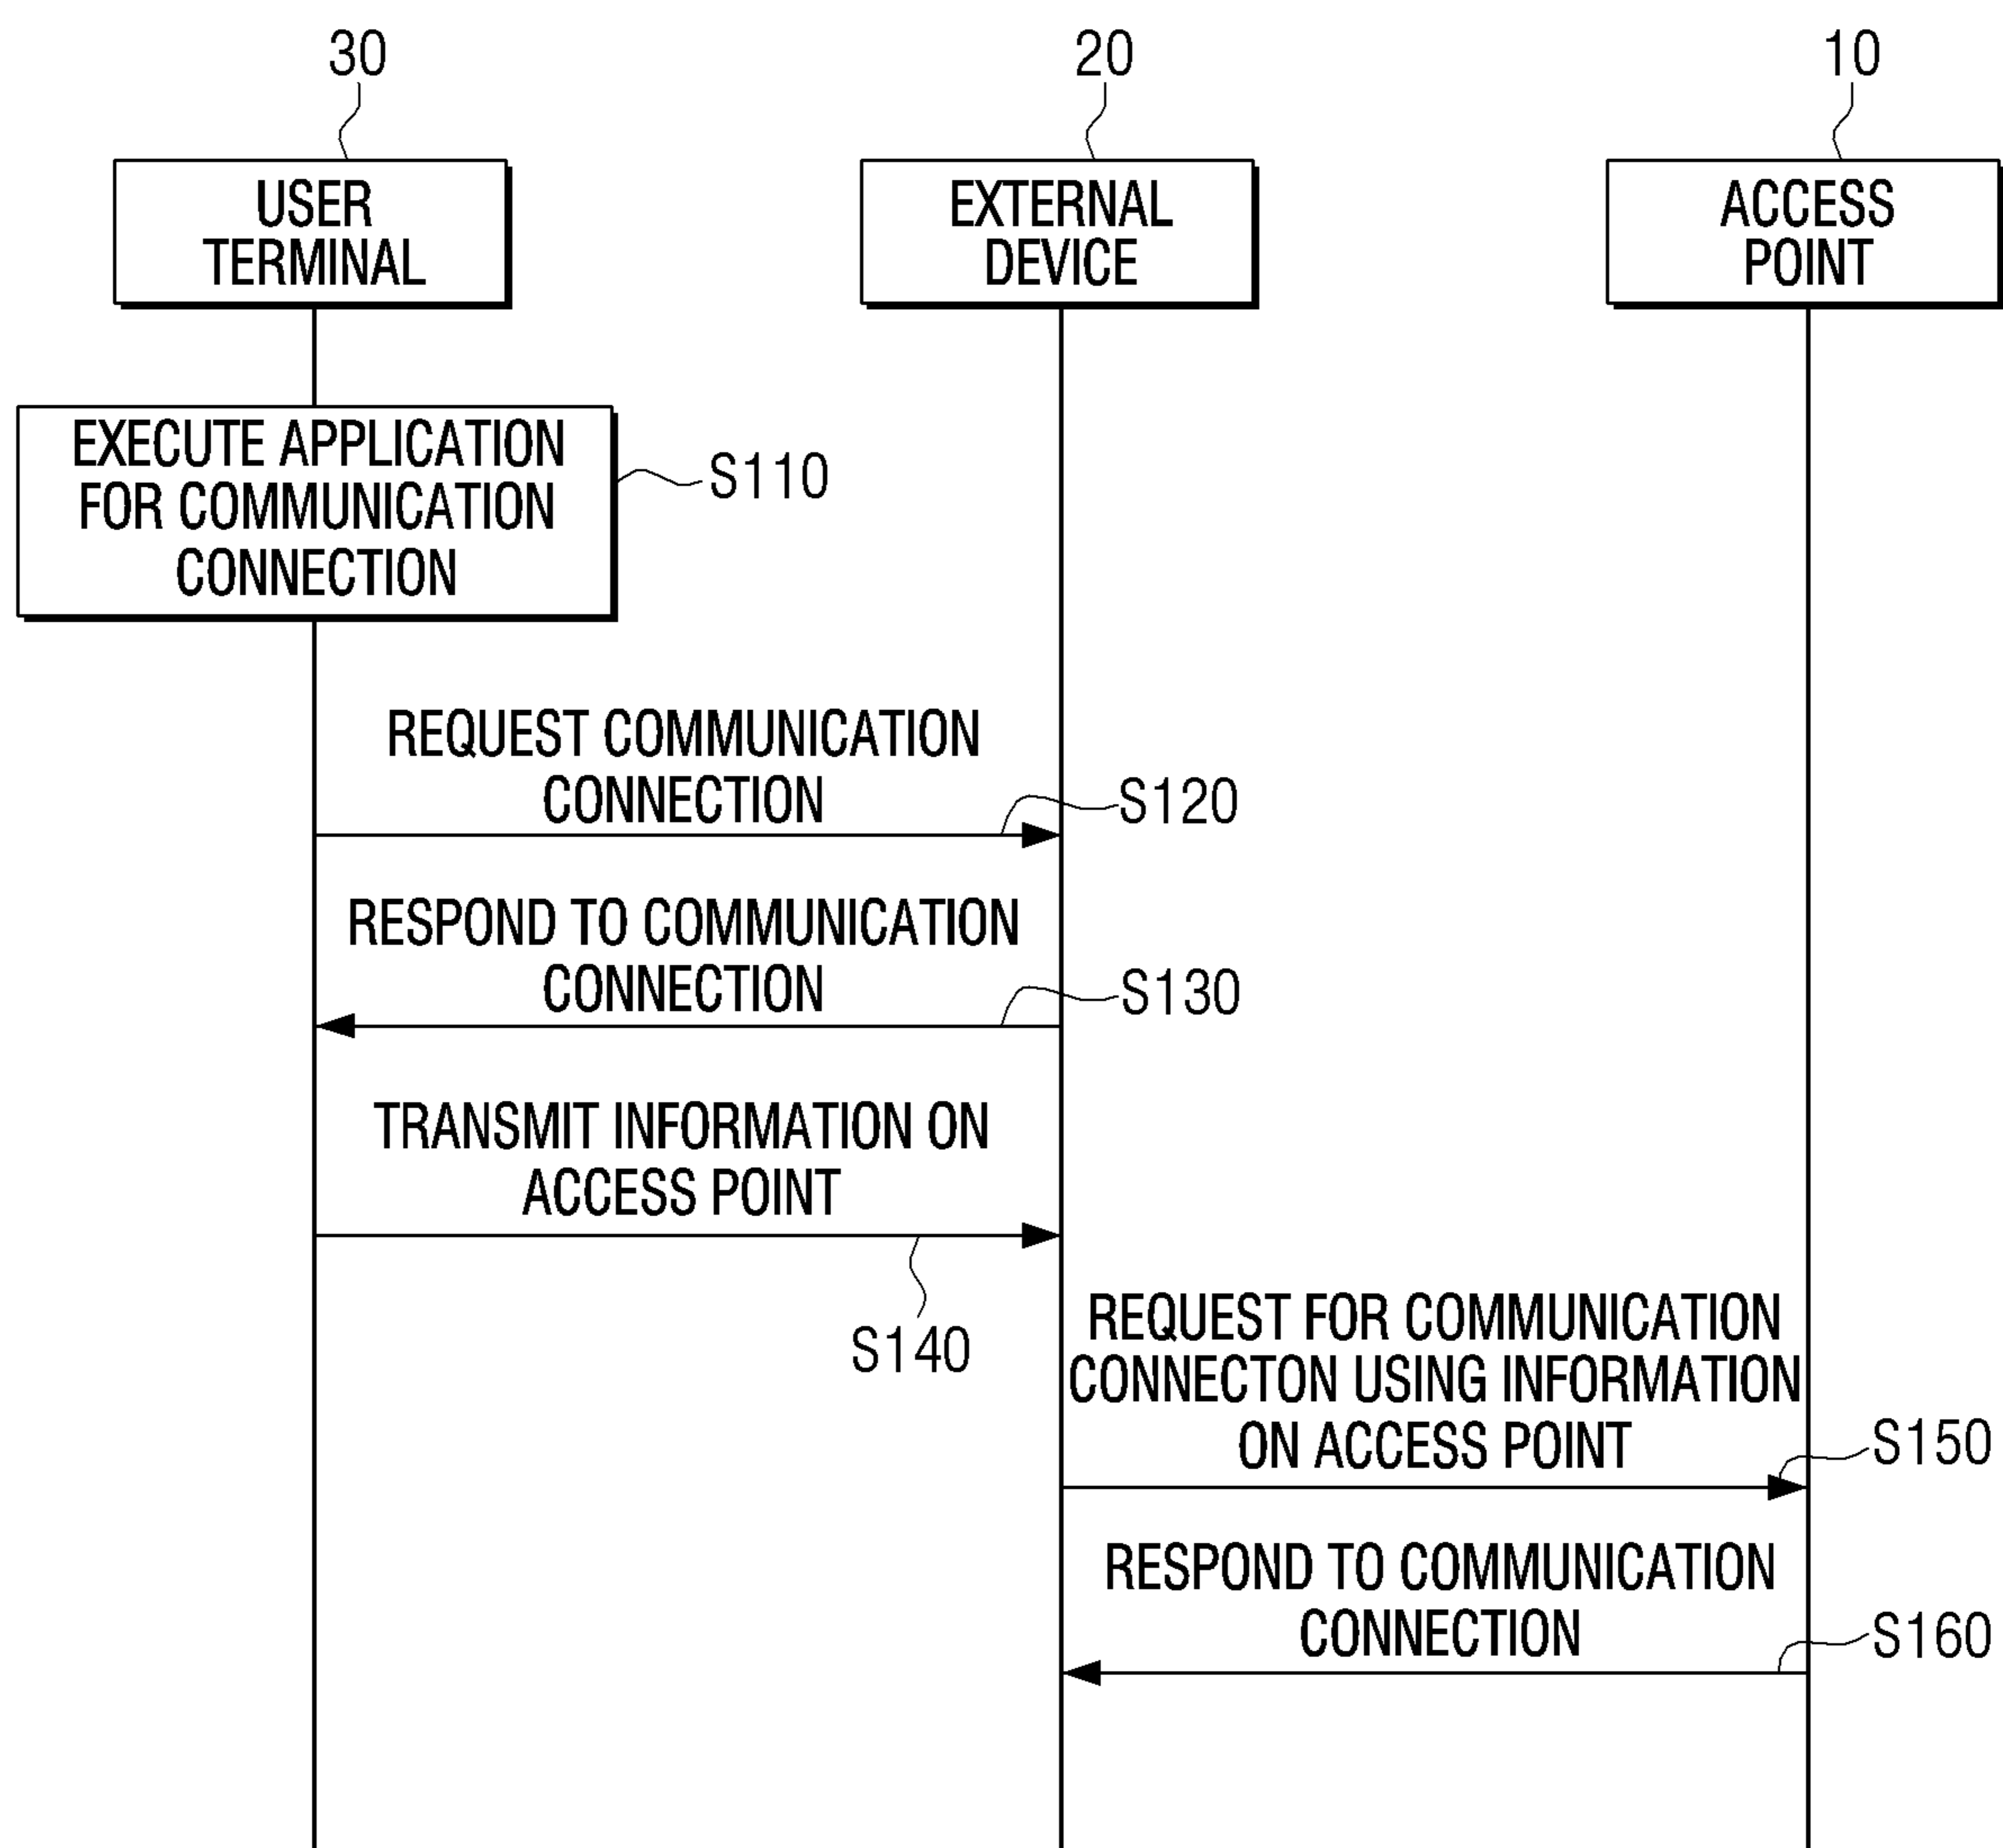 30
20
10
USER
TERMINAL
EXTERNAL
DEVICE
ACCESS
POINT
EXECUTE APPLICATION
FOR COMMUNICATION
CONNECTION
S110
REQUEST COMMUNICATION
CONNECTION
S120
RESPOND TO COMMUNICATION
CONNECTION
S130
TRANSMIT INFORMATION ON
ACCESS POINT
S140
REQUEST FOR COMMUNICATION
CONNECTON USING INFORMATION
ON ACCESS POINT
S150
RESPOND TO COMMUNICATION
CONNECTION
S160